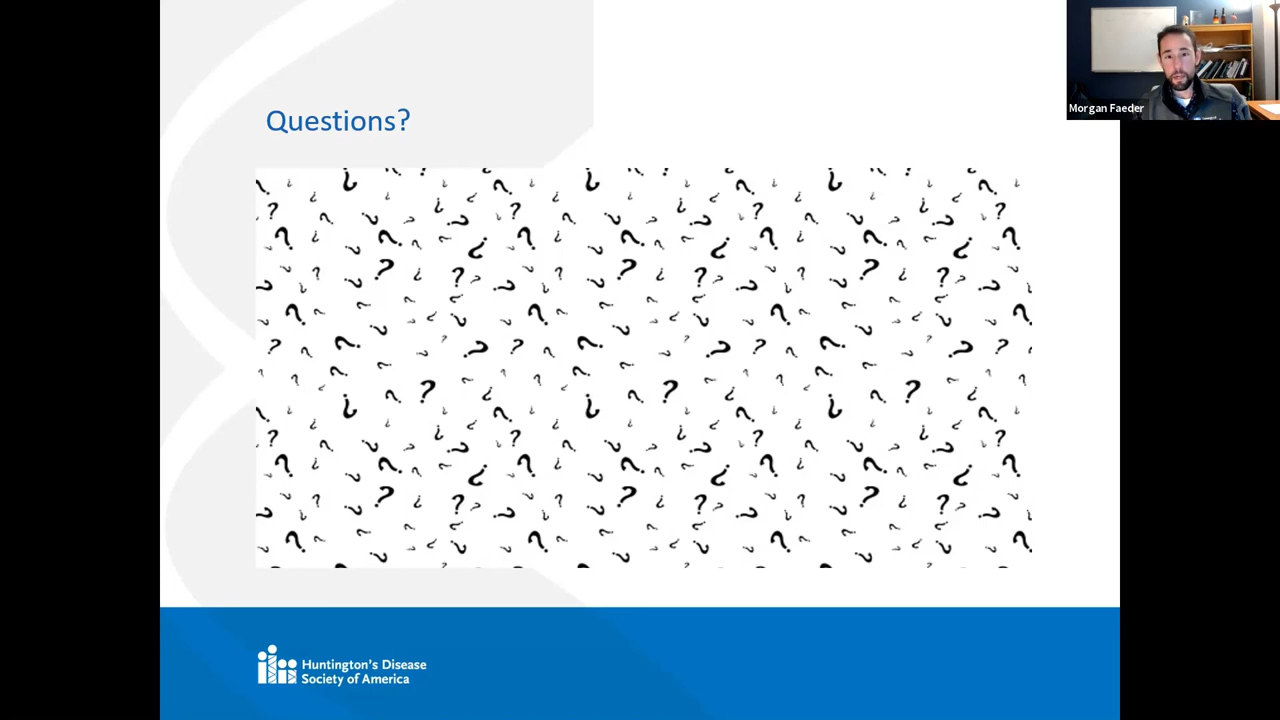 Questions?
Morgan Faeder
Huntington's Disease
Society of America